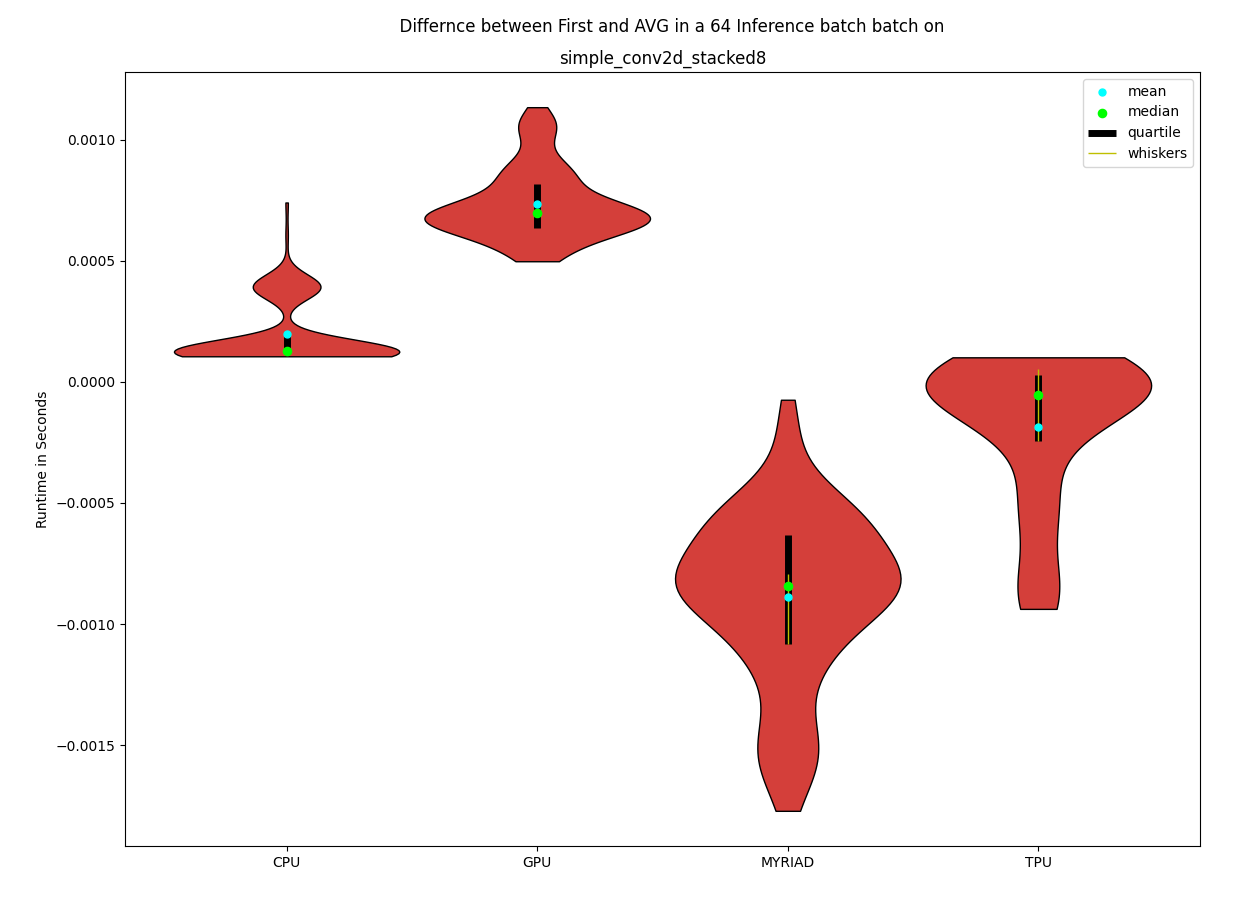 Differnce between First and AVG in a 64 Inference batch batch on
simple_conv2d_stacked8
mean
median
quartile
whiskers
Runtime in Seconds
0.0010
0.0005
0.0000
−0.0005
−0.0010
−0.0015
CPU
GPU
MYRIAD
TPU